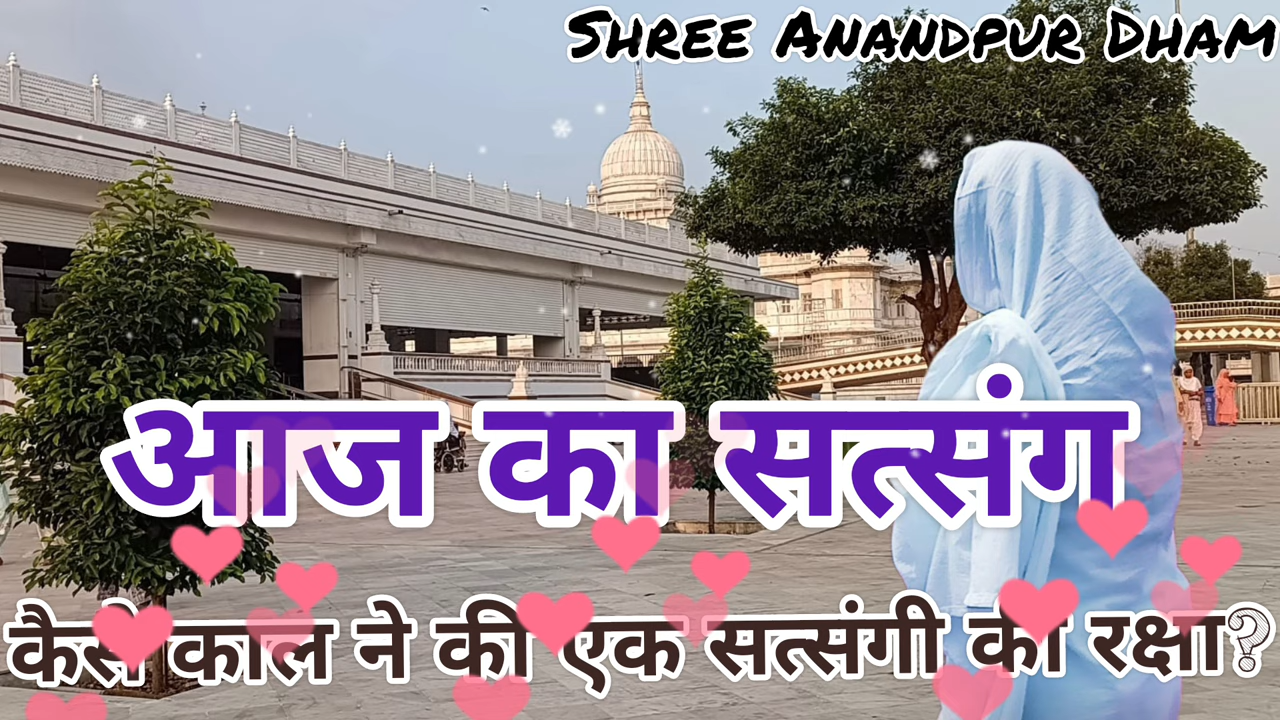 SHREE ANANDPUR DHAM
आज का सत्संग
कैसे काल ने की एक सत्संगी की रक्षा?